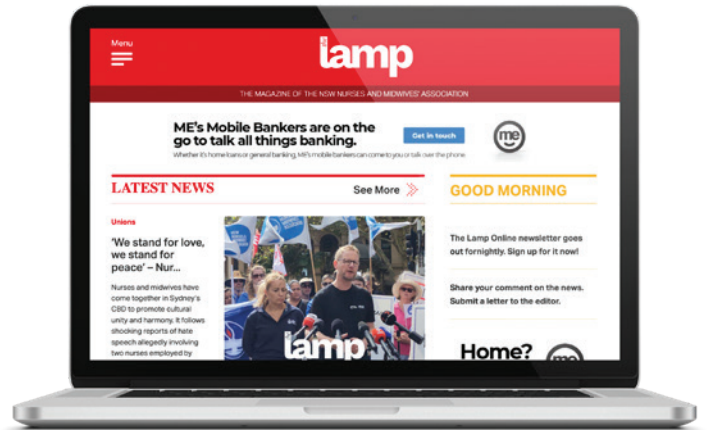 Menu
the lamp
THE MAGAZINE OF THE NSW NURSES AND MIDWIVES' ASSOCIATION
ME's Mobile Bankers are on the
go to talk all things banking.
Whether it's home loans or general banking, ME's mobile bankers can come to you or talk over the phone.
Get in touch
me
LATEST NEWS
See More
Unions
'We stand for love,
we stand for
peace' – Nur...
Nurses and midwives have
come together in Sydney's
CBD to promote cultural
unity and harmony. It follows
shocking reports of hate
speech allegedly involving
two nurses employed by
lamp
GOOD MORNING
The Lamp Online newsletter goes
out fornightly. Sign up for it now!
Share your comment on the news.
Submit a letter to the editor.
Home?
me